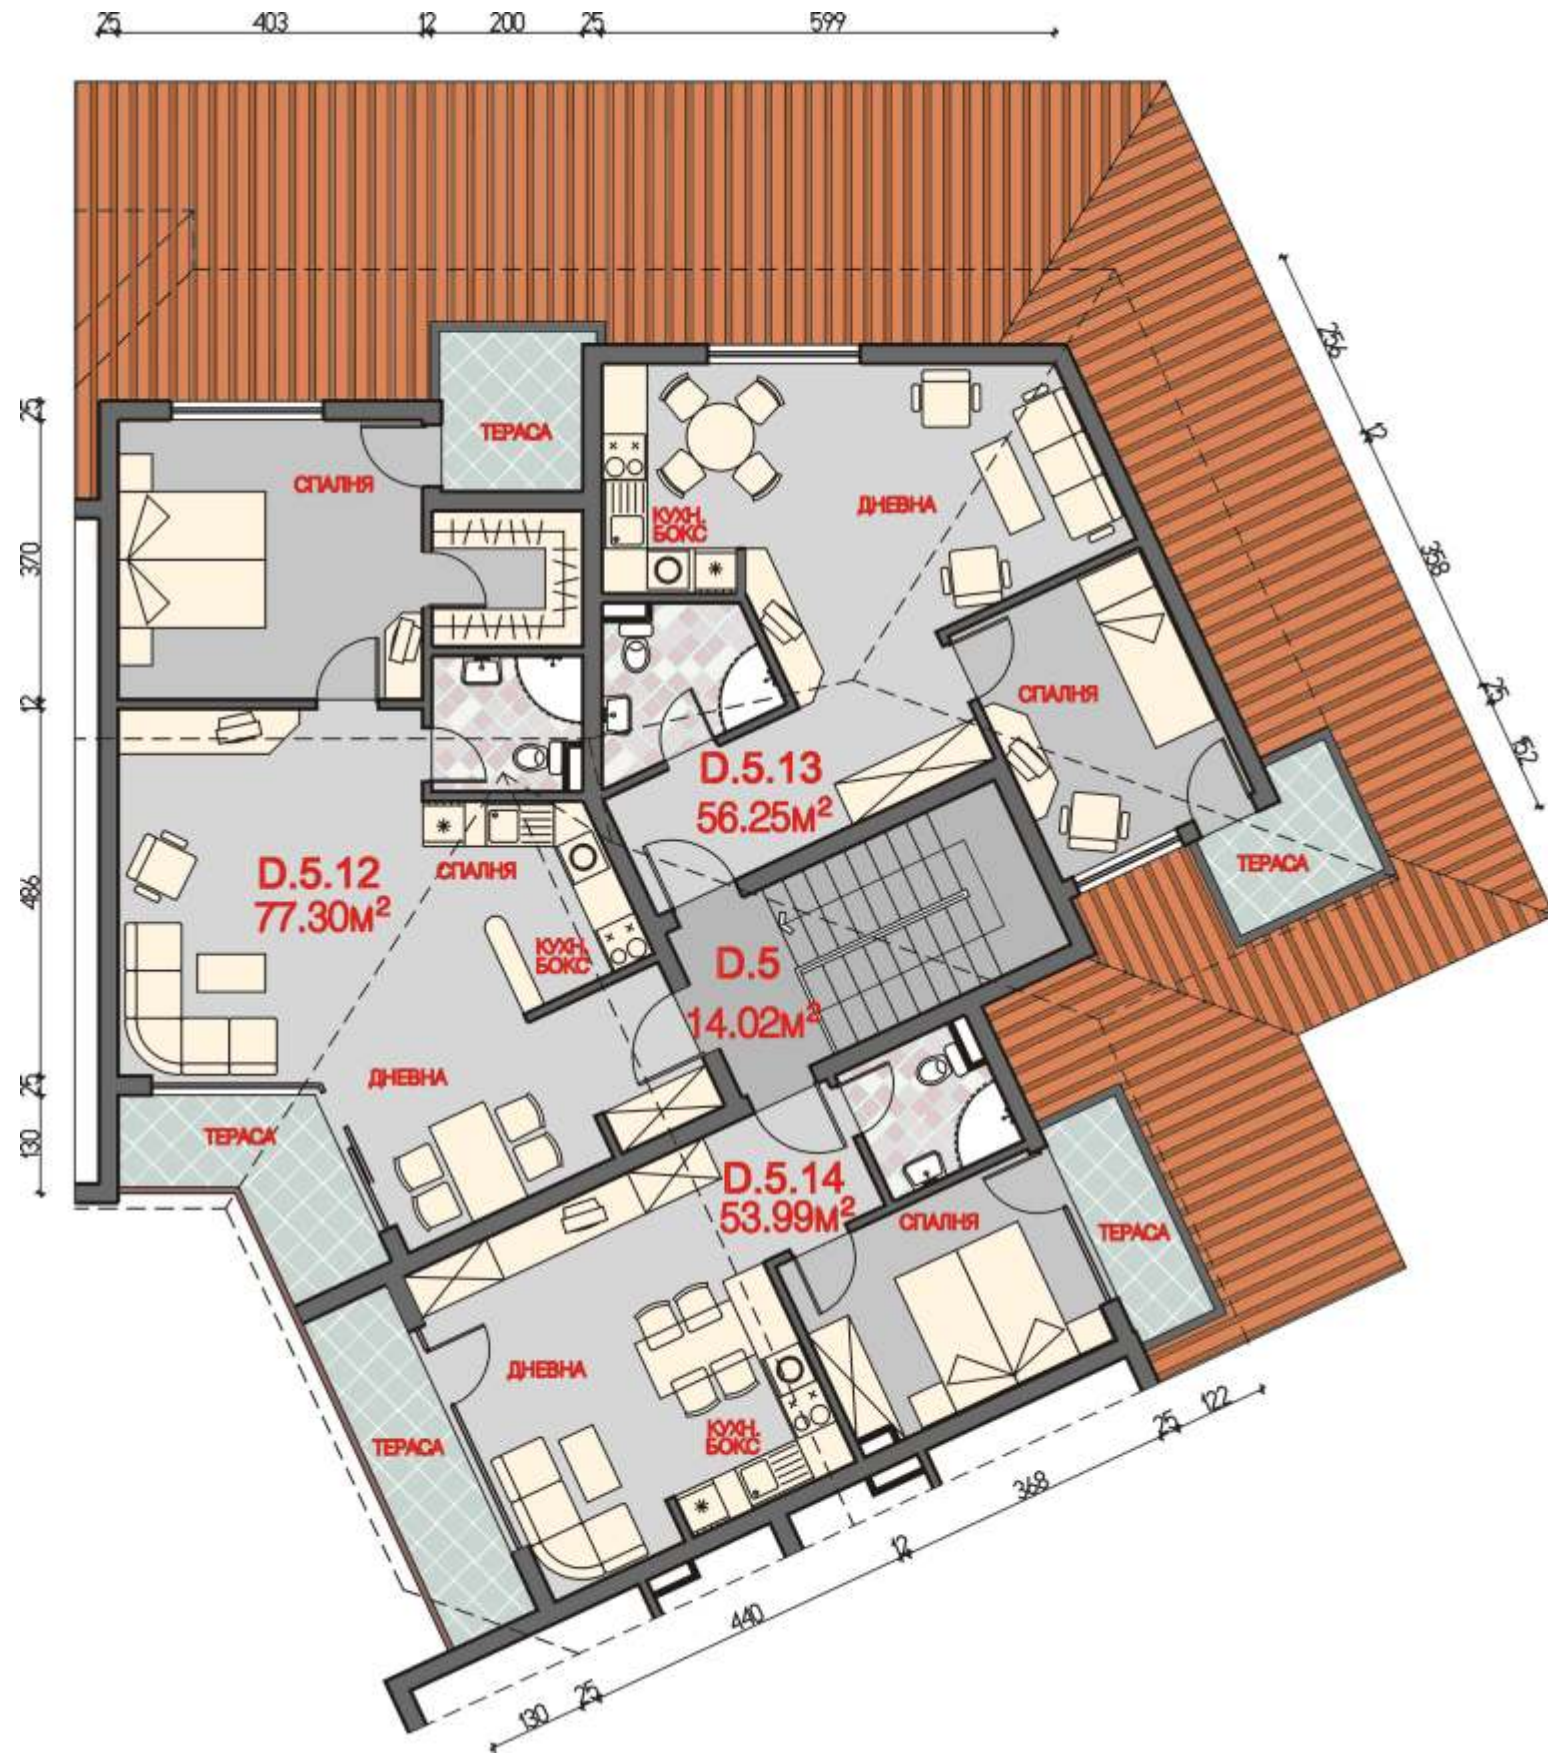 25 403 12 200 25 599
256
12
358
25
152
25
370
12
486
25
130
ТЕРАСА
СПАЛНЯ
КУХН.
БОКС
ДНЕВНА
СПАЛНЯ
D.5.13
56.25м²
ТЕРАСА
D.5.12
77.30м²
СПАЛНЯ
КУХН.
БОКС
D.5
14.02м²
ДНЕВНА
ТЕРАСА
D.5.14
53.99м²
СПАЛНЯ
ТЕРАСА
ДНЕВНА
КУХН.
БОКС
ТЕРАСА
130 25 440 12 368 25 122